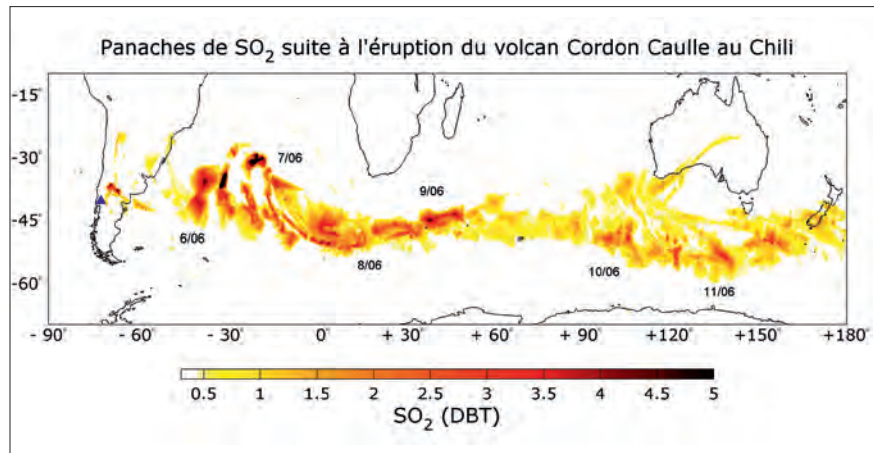 Panaches de SO₂ suite à l'éruption du volcan Cordon Caulle au Chili
-15°
-30°
7/06
9/06
-45°
6/06
8/06
10/06
-60°
11/06
- 90° - 60° - 30° 0° + 30° + 60° + 90° +120° +150° +180
0.5 1 1.5 2 2.5 3 3.5 4 4.5 5
SO₂ (DBT)